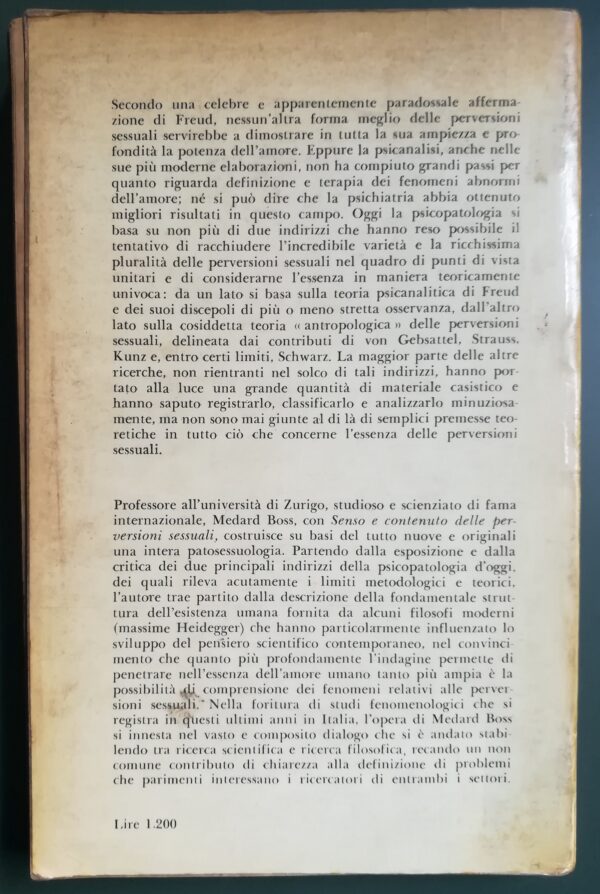 Secondo una celebre e apparentemente paradossale afferma-
zione di Freud, nessun'altra forma meglio delle perversioni
sessuali servirebbe a dimostrare in tutta la sua ampiezza e pro-
fondità la potenza dell'amore. Eppure la psicanalisi, anche nelle
sue più moderne elaborazioni, non ha compiuto grandi passi per
quanto riguarda definizione e terapia dei fenomeni abnormi
dell'amore; né si può dire che la psichiatria abbia ottenuto
migliori risultati in questo campo. Oggi la psicopatologia si
basa su non più di due indirizzi che hanno reso possibile il
tentativo di racchiudere l'incredibile varietà e la ricchissima
pluralità delle perversioni sessuali nel quadro di punti di vista
unitari e di considerarne l'essenza in maniera teoricamente
univoca: da un lato si basa sulla teoria psicanalitica di Freud
e dei suoi discepoli di più o meno stretta osservanza, dall'altro
lato sulla cosiddetta teoria «antropologica» delle perversioni
sessuali, delineata dai contributi di von Gebsattel, Strauss,
Kunz e, entro certi limiti, Schwarz. La maggior parte delle altre
ricerche, non rientranti nel solco di tali indirizzi, hanno por-
tato alla luce una grande quantità di materiale casistico e
hanno saputo registrarlo, classificarlo e analizzarlo minuziosa-
mente, ma non sono mai giunte al di là di semplici premesse teo-
retiche in tutto ciò che concerne l'essenza delle perversioni
sessuali.
Professore all'università di Zurigo, studioso e scienziato di fama
internazionale, Medard Boss, con Senso e contenuto delle per-
versioni sessuali, costruisce su basi del tutto nuove e originali
una intera patosessuologia. Partendo dalla esposizione e dalla
critica dei due principali indirizzi della psicopatologia d'oggi,
dei quali rileva acutamente i limiti metodologici e teorici,
l'autore trae partito dalla descrizione della fondamentale strut-
tura dell'esistenza umana fornita da alcuni filosofi moderni
(massime Heidegger) che hanno particolarmente influenzato lo
sviluppo del pensiero scientifico contemporaneo, nel convinci-
mento che quanto più profondamente l'indagine permette di
penetrare nell'essenza dell'amore umano tanto più ampia è la
possibilità di comprensione dei fenomeni relativi alle perver-
sioni sessuali. Nella foritura di studi fenomenologici che si
registra in questi ultimi anni in Italia, l'opera di Medard Boss
si innesta nel vasto e composito dialogo che si è andato stabi-
lendo tra ricerca scientifica e ricerca filosofica, recando un non
comune contributo di chiarezza alla definizione di problemi
che parimenti interessano i ricercatori di entrambi i settori.
Lire 1.200